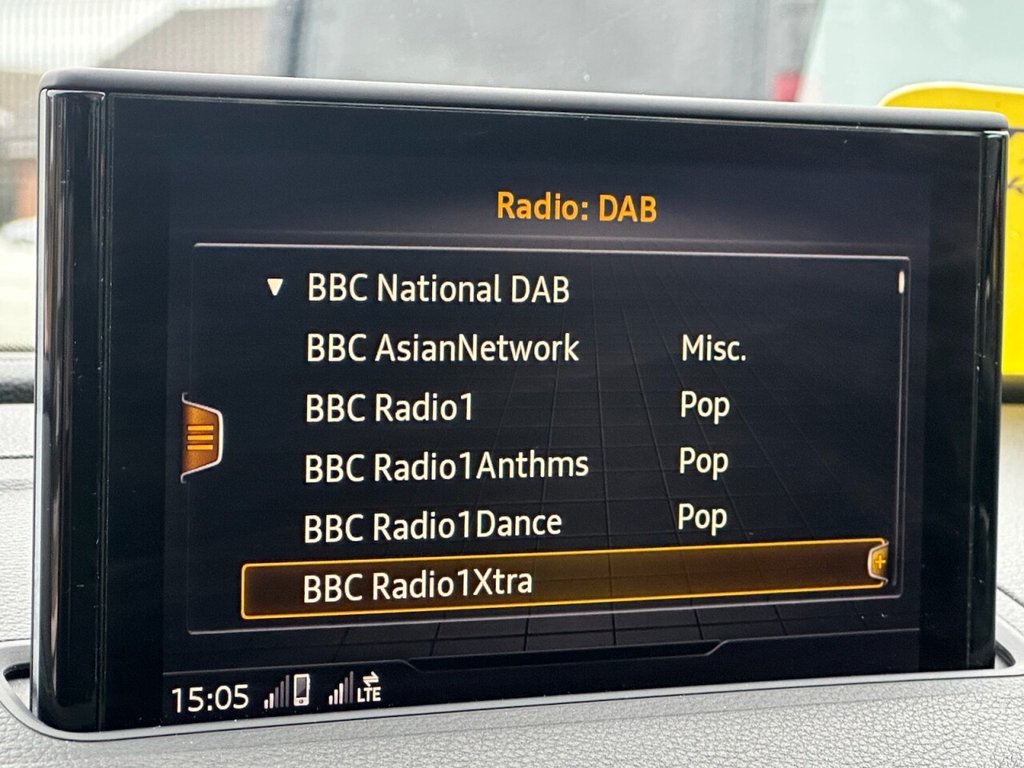 Radio: DAB
BBC National DAB
BBC AsianNetwork Misc.
BBC Radio1 Pop
BBC Radio1Anthms Pop
BBC Radio1Dance Pop
BBC Radio1Xtra
15:05 LTE